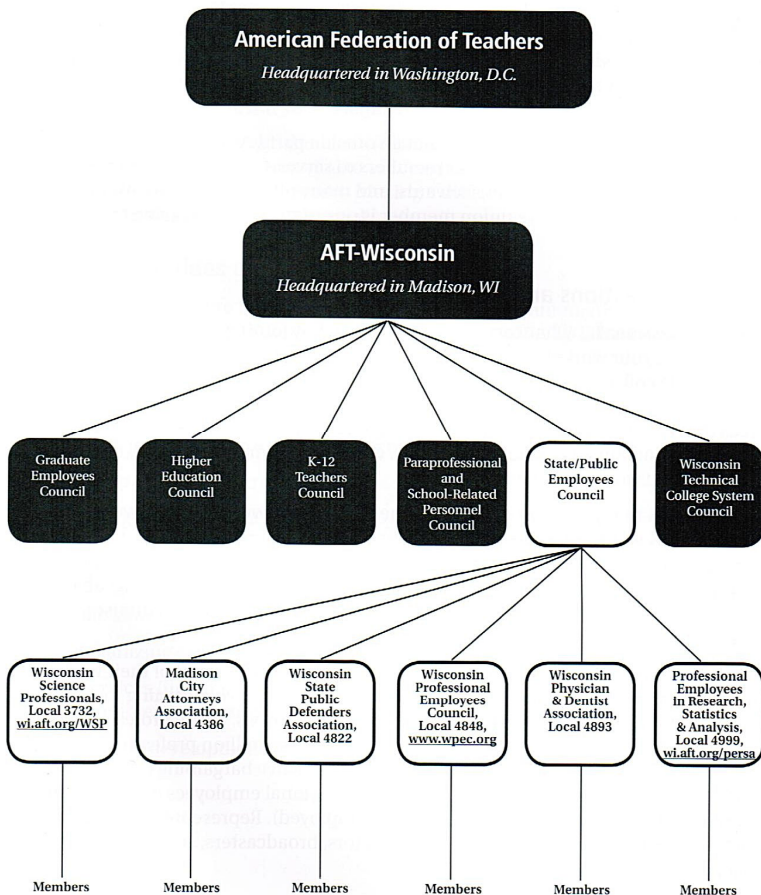 American Federation of Teachers
Headquartered in Washington, D.C.
AFT-Wisconsin
Headquartered in Madison, WI
Graduate
Employees
Council
Higher
Education
Council
K-12
Teachers
Council
Paraprofessional
and
School-Related
Personnel
Council
State/Public
Employees
Council
Wisconsin
Technical
College System
Council
Wisconsin
Science
Professionals,
Local 3732,
wi.aft.org/WSP
Madison
City
Attorneys
Association,
Local 4386
Wisconsin
State
Public
Defenders
Association,
Local 4822
Wisconsin
Professional
Employees
Council,
Local 4848,
www.wpec.org
Wisconsin
Physician
& Dentist
Association,
Local 4893
Professional
Employees
in Research,
Statistics
& Analysis,
Local 4999,
wi.aft.org/persa
Members
Members
Members
Members
Members
Members